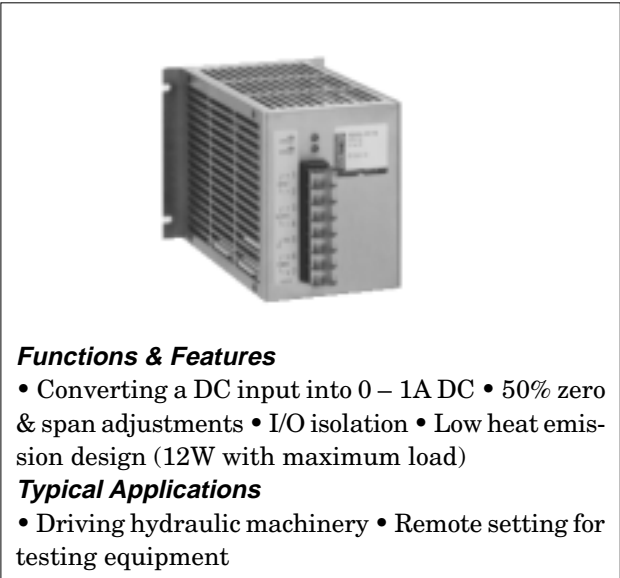 Functions & Features
• Converting a DC input into 0 – 1A DC • 50% zero
& span adjustments • I/O isolation • Low heat emis-
sion design (12W with maximum load)
Typical Applications
• Driving hydraulic machinery • Remote setting for
testing equipment